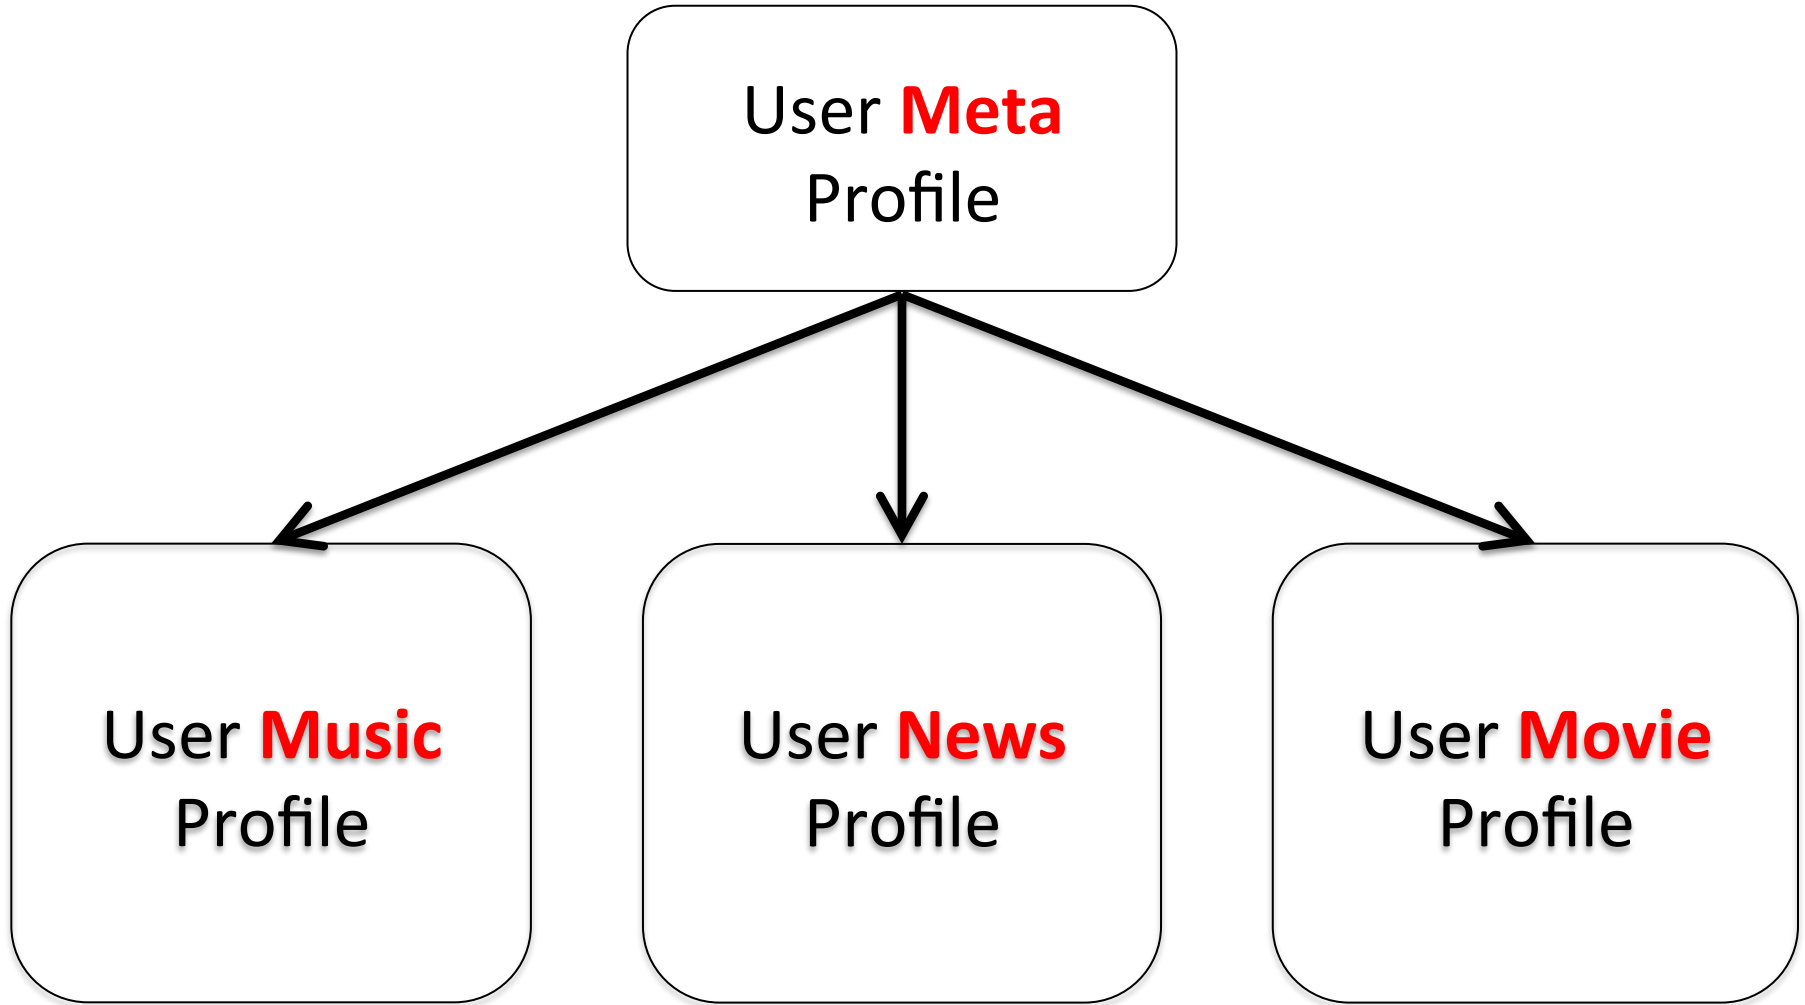 User Meta
Profile
User Music
Profile
User News
Profile
User Movie
Profile